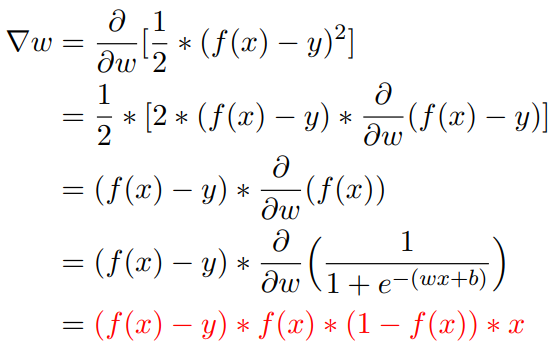 ∇w = ∂/∂w [1/2 * (f(x) − y)²]
= 1/2 * [2 * (f(x) − y) * ∂/∂w (f(x) − y)]
= (f(x) − y) * ∂/∂w (f(x))
= (f(x) − y) * ∂/∂w (1/(1 + e^{−(wx+b)}))
= (f(x) − y) * f(x) * (1 − f(x)) * x